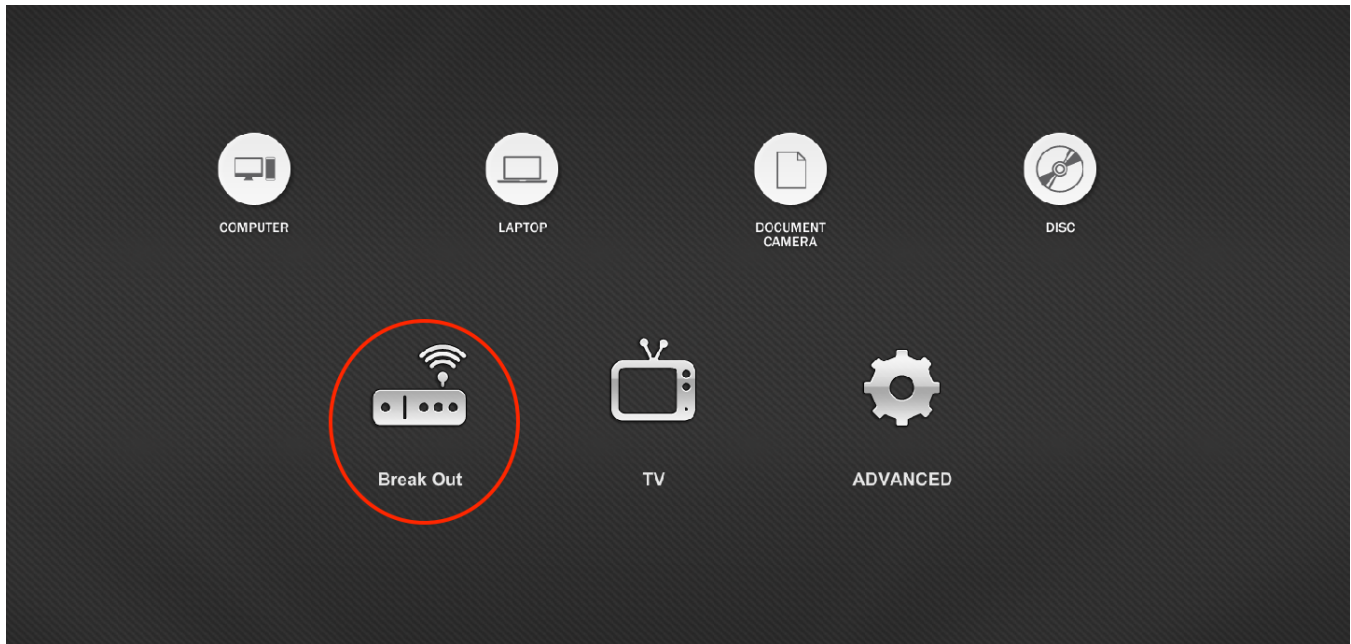 COMPUTER
LAPTOP
DOCUMENT
CAMERA
DISC
Break Out
TV
ADVANCED